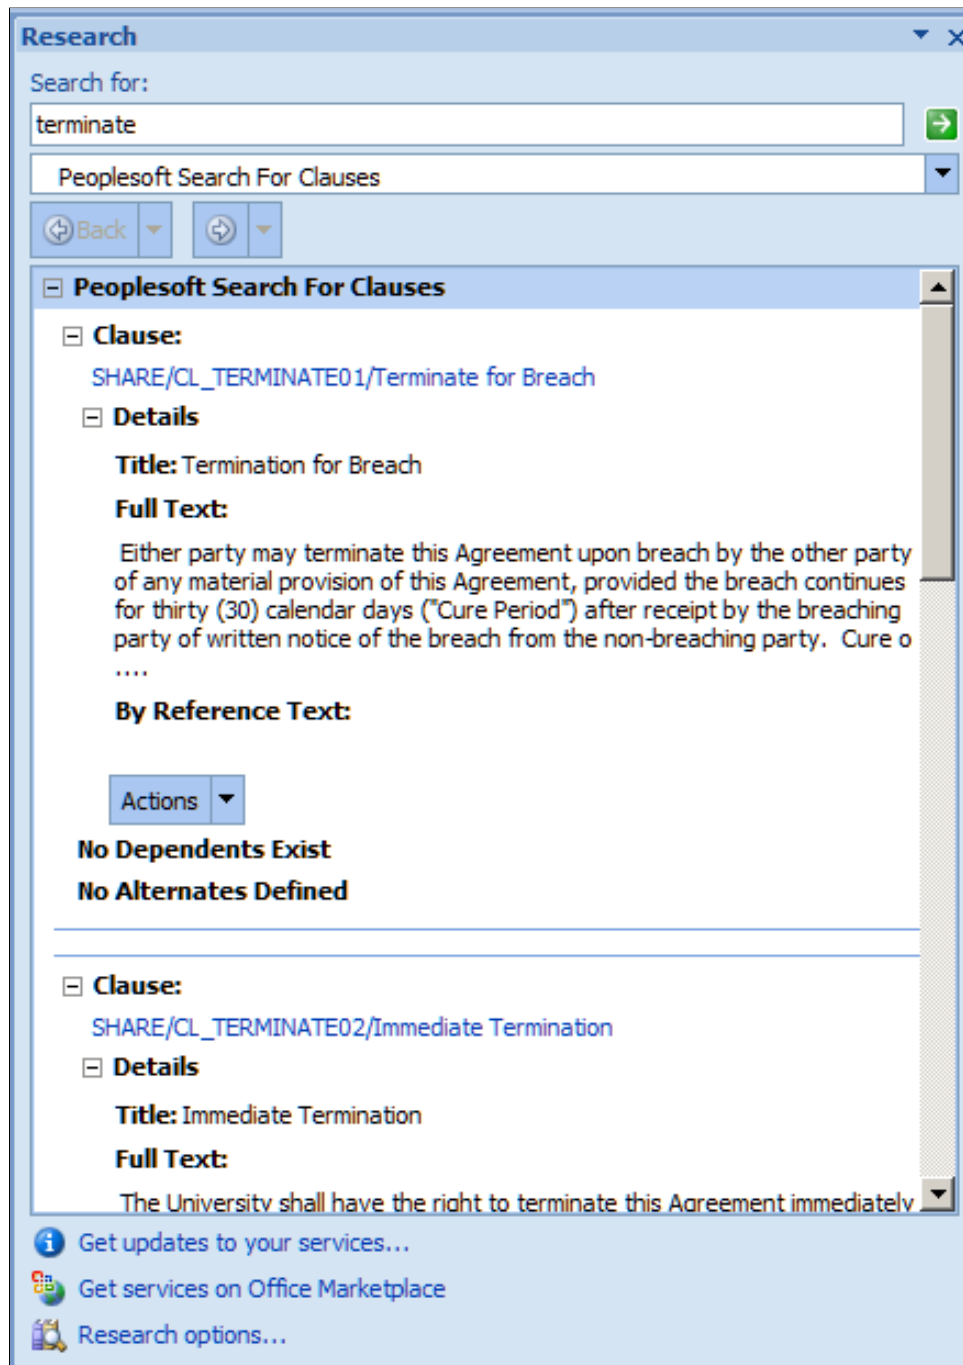 Research
Search for:
terminate
Peoplesoft Search For Clauses
Back
Peoplesoft Search For Clauses
Clause:
SHARE/CL_TERMINATE01/Terminate for Breach
Details
Title: Termination for Breach
Full Text:
Either party may terminate this Agreement upon breach by the other party
of any material provision of this Agreement, provided the breach continues
for thirty (30) calendar days ("Cure Period") after receipt by the breaching
party of written notice of the breach from the non-breaching party.  Cure o
....
By Reference Text:
Actions
No Dependents Exist
No Alternates Defined
Clause:
SHARE/CL_TERMINATE02/Immediate Termination
Details
Title: Immediate Termination
Full Text:
The University shall have the right to terminate this Agreement immediately
Get updates to your services...
Get services on Office Marketplace
Research options...